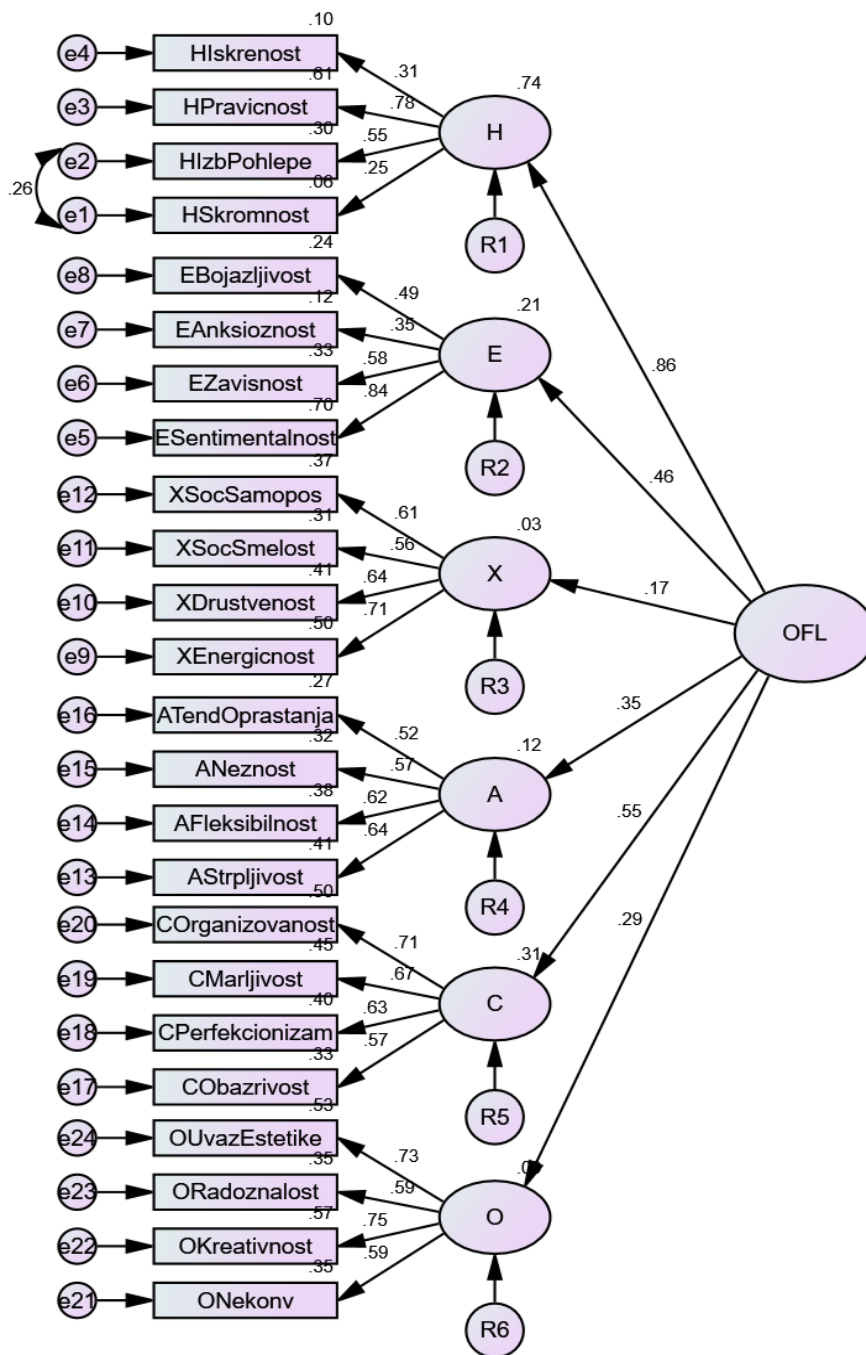 .10
e4 HIskrenost .31
.61 .74
e3 HPravicnost .78
.30 H
e2 HIzbPohlepe .55
.26 .06 .25
e1 HSkromnost
R1
.24
e8 EBojazljivost .49
.12 .21
e7 EAnksioznost .35
.33 E .86
e6 EZavisnost .58
.70 .84
e5 ESentimentalnost
.37 R2 .46
e12 XSocSamopos .61
.31 .03
e11 XSocSmelost .56
.41 X .17
e10 XDrustvenost .64
.50 .71 OFL
e9 XEnergicnost
.27 R3
e16 ATendOprastanja .52 .35
.32 .12
e15 ANeznost .57
.38 A
e14 AFleksibilnost .62 .55
.41 .64
e13 AStrpljivost
.50 R4
e20 COrganizovanost .71 .29
.45 .31
e19 CMarljivost .67
.40 C
e18 CPerfekcionizam .63
.33 .57
e17 CObazrivost
.53 R5
e24 OUvazEstetike .73
.35
e23 ORadoznalost .59
.57 O
e22 OKreativnost .75
.35 .59
e21 ONekonv
R6